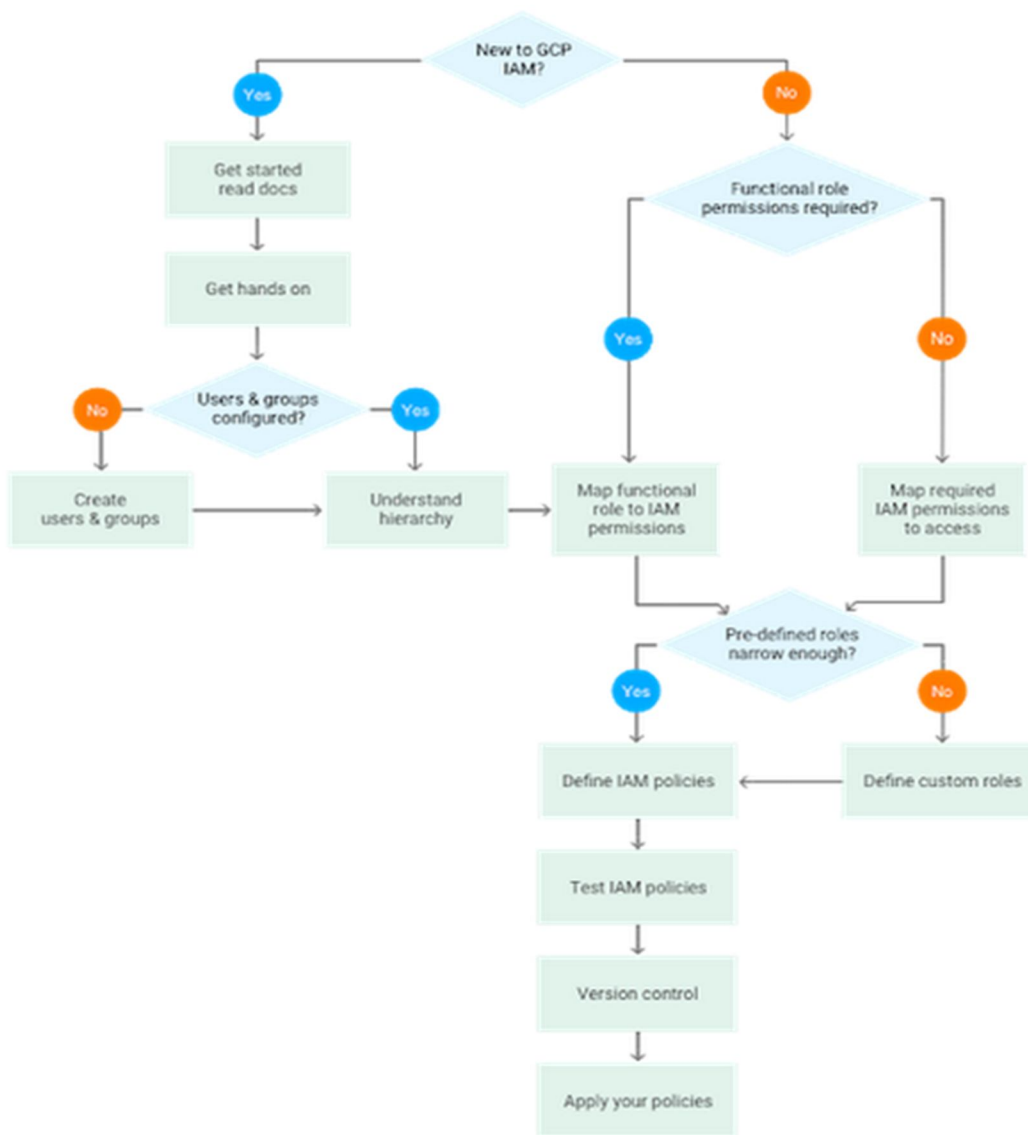 New to GCP
IAM?
Yes
No
Get started
read docs
Functional role
permissions required?
Get hands on
Yes
No
No
Users & groups
configured?
Yes
Create
users & groups
Understand
hierarchy
Map functional
role to IAM
permissions
Map required
IAM permissions
to access
Pre-defined roles
narrow enough?
Yes
No
Define IAM policies
Define custom roles
Test IAM policies
Version control
Apply your policies